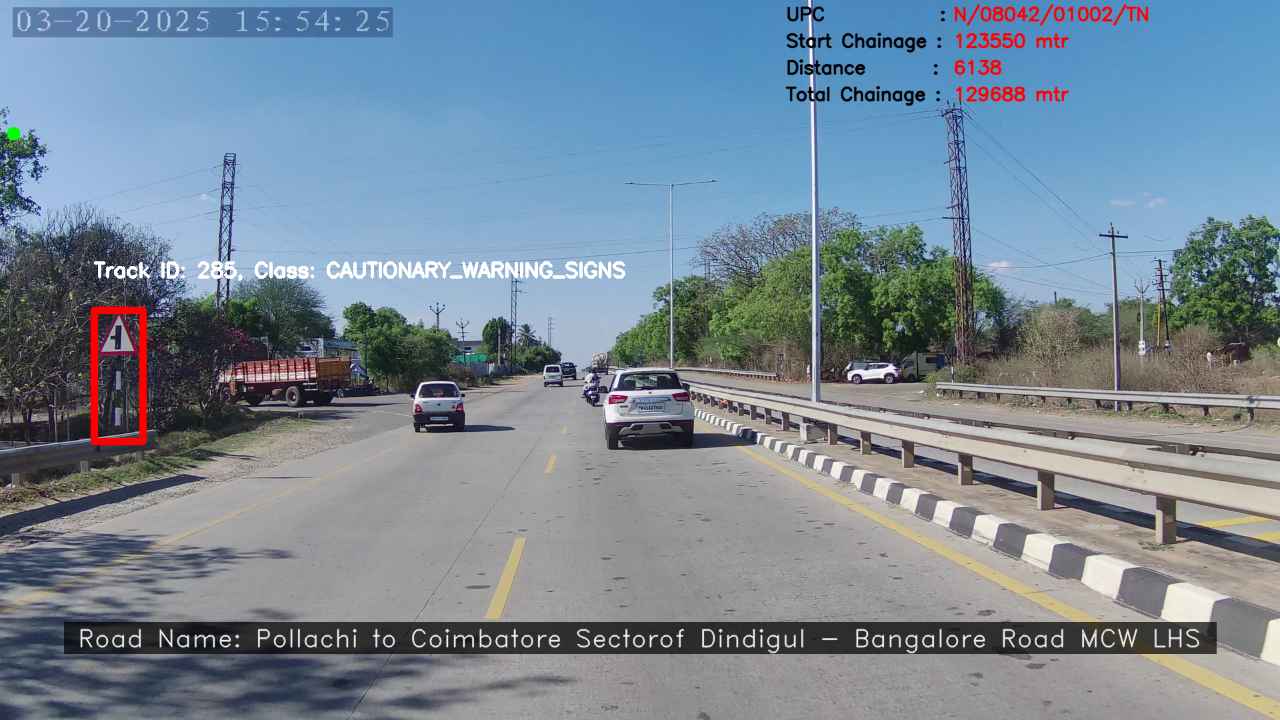 03-20-2025 15:54:25
UPC : N/08042/01002/TN
Start Chainage : 123550 mtr
Distance : 6138
Total Chainage : 129688 mtr
Track ID: 285, Class: CAUTIONARY_WARNING_SIGNS
Road Name: Pollachi to Coimbatore Sectorof Dindigul - Bangalore Road MCW LHS